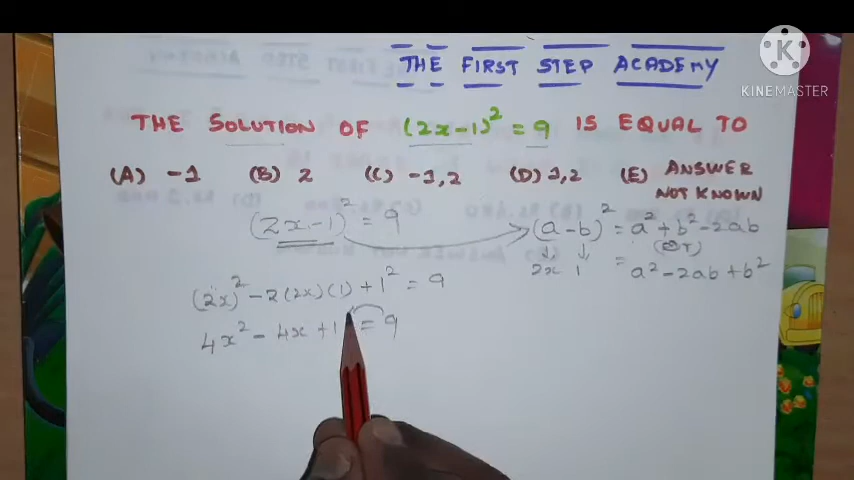 KINEMASTER
THE FIRST STEP ACADEMY
THE SOLUTION OF (2x-1)² = 9 IS EQUAL TO
(A) -1 (B) 2 (C) -1,2 (D) 1,2 (E) ANSWER NOT KNOWN
(2x-1)² = 9
(a-b)² = a² + b² - 2ab
(OR)
2x 1 = a² - 2ab + b²
(2x)² - 2(2x)(1) + 1² = 9
4x² - 4x + 1 = 9